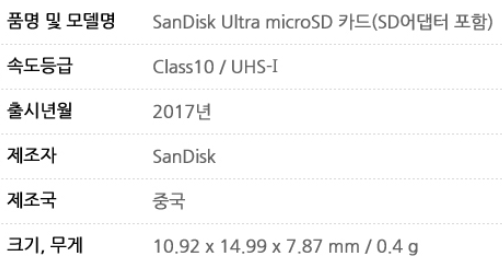 품명 및 모델명 SanDisk Ultra microSD 카드(SD어댑터 포함)
속도등급 Class10 / UHS-I
출시년월 2017년
제조자 SanDisk
제조국 중국
크기, 무게 10.92 x 14.99 x 7.87 mm / 0.4 g